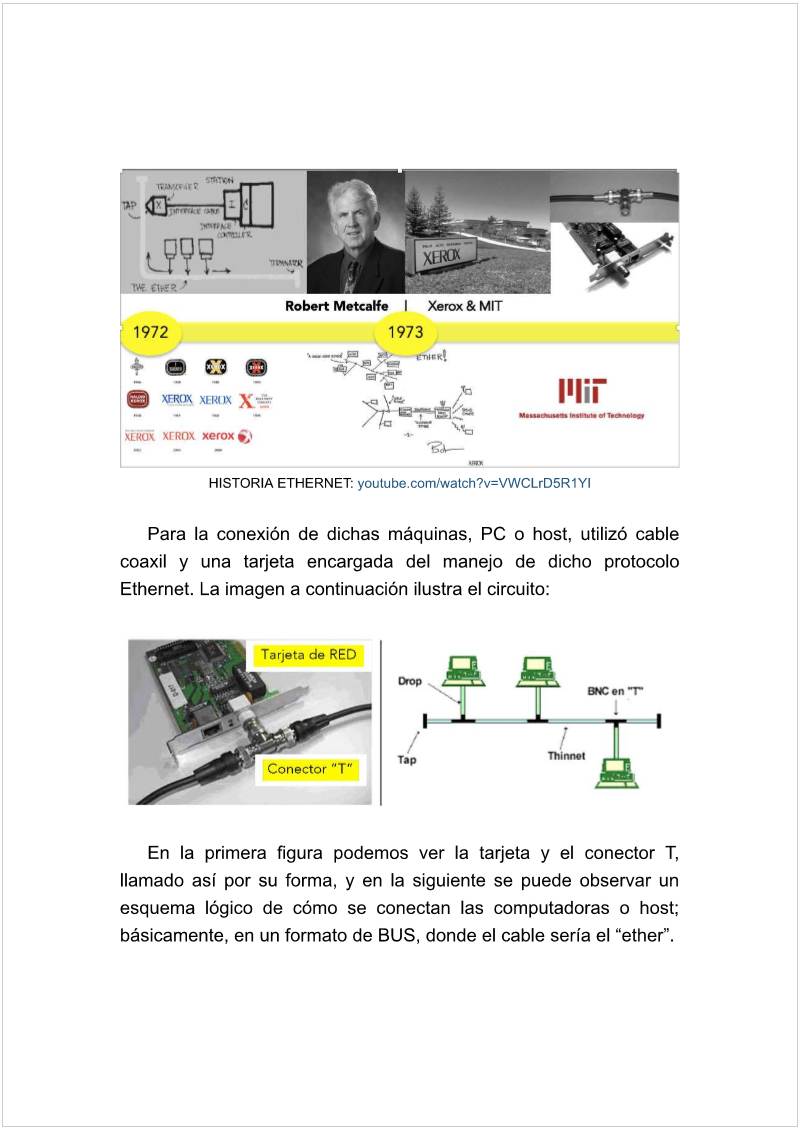 TRANSCEIVER
STATION
TAP
X
INTERFACE CABLE
I
C
INTERFACE
CONTROLLER
TERMINATOR
THE ETHER
XEROX
Robert Metcalfe | Xerox & MIT
1972
1973
ETHER!
XEROX XEROX
XEROX XEROX xerox
XEROX
MIT
Massachusetts Institute of Technology
HISTORIA ETHERNET: youtube.com/watch?v=VWCLrD5R1YI
Para la conexión de dichas máquinas, PC o host, utilizó cable
coaxil y una tarjeta encargada del manejo de dicho protocolo
Ethernet. La imagen a continuación ilustra el circuito:
Tarjeta de RED
Conector "T"
Drop
BNC en "T"
Tap
Thinnet
En la primera figura podemos ver la tarjeta y el conector T,
llamado así por su forma, y en la siguiente se puede observar un
esquema lógico de cómo se conectan las computadoras o host;
básicamente, en un formato de BUS, donde el cable sería el “ether”.